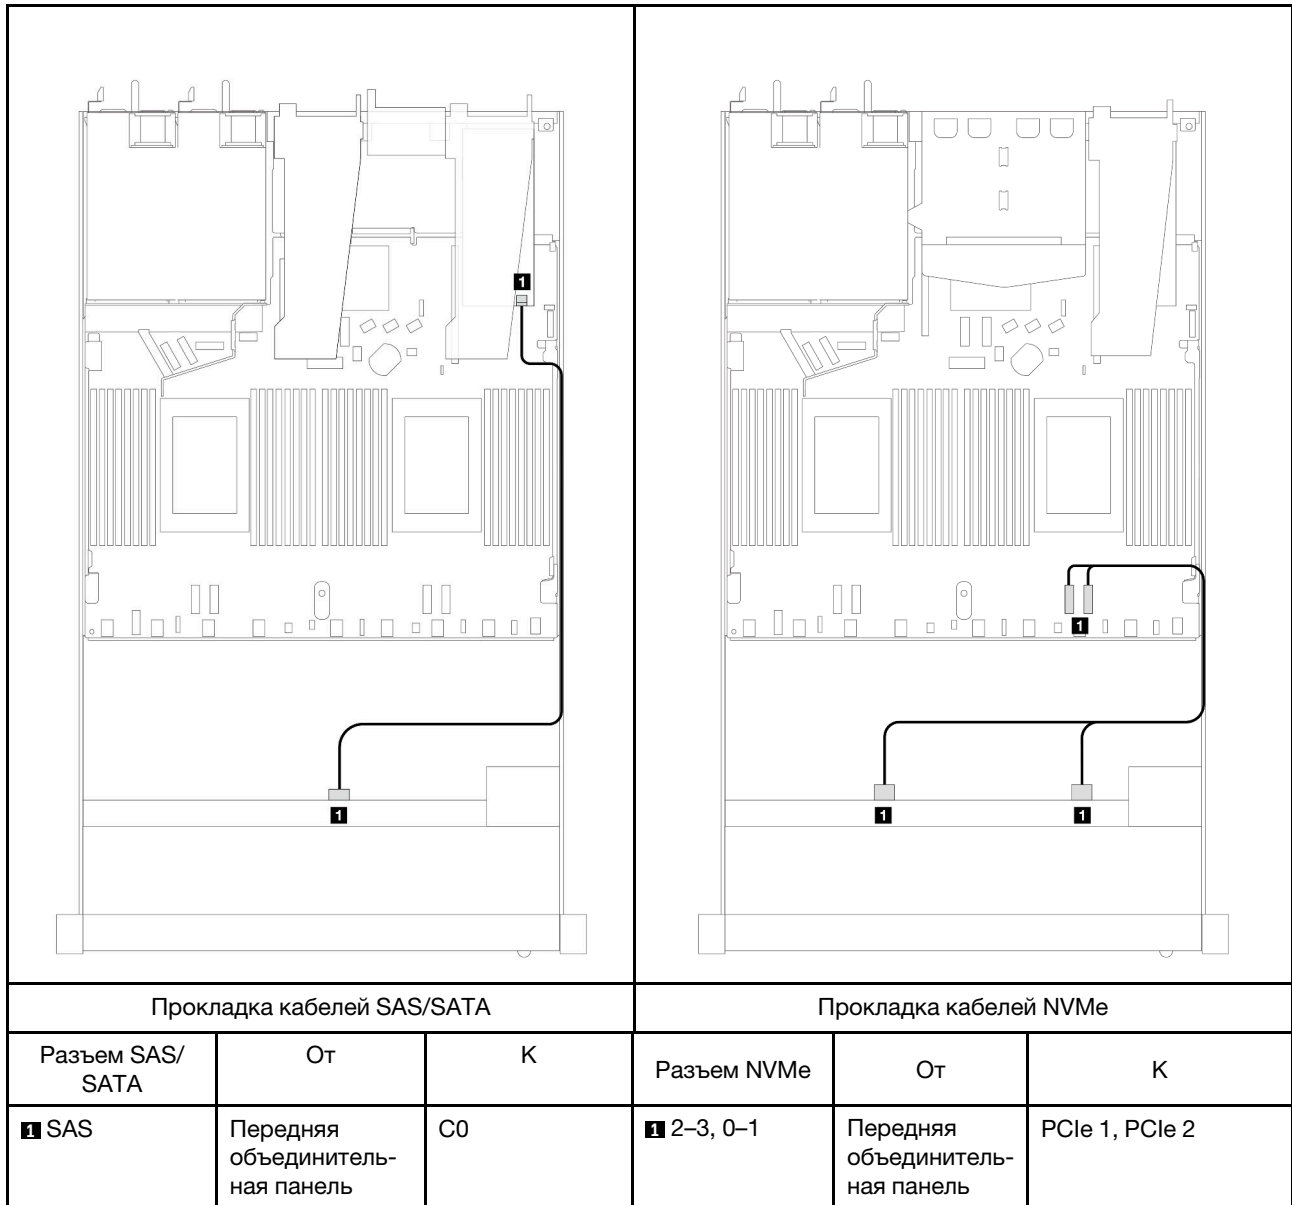 1
1
1
1
1
Прокладка кабелей SAS/SATA
Прокладка кабелей NVMe
Разъем SAS/
SATA
От
К
Разъем NVMe
От
К
1 SAS
Передняя
объединитель-
ная панель
C0
1 2–3, 0–1
Передняя
объединитель-
ная панель
PCIe 1, PCIe 2